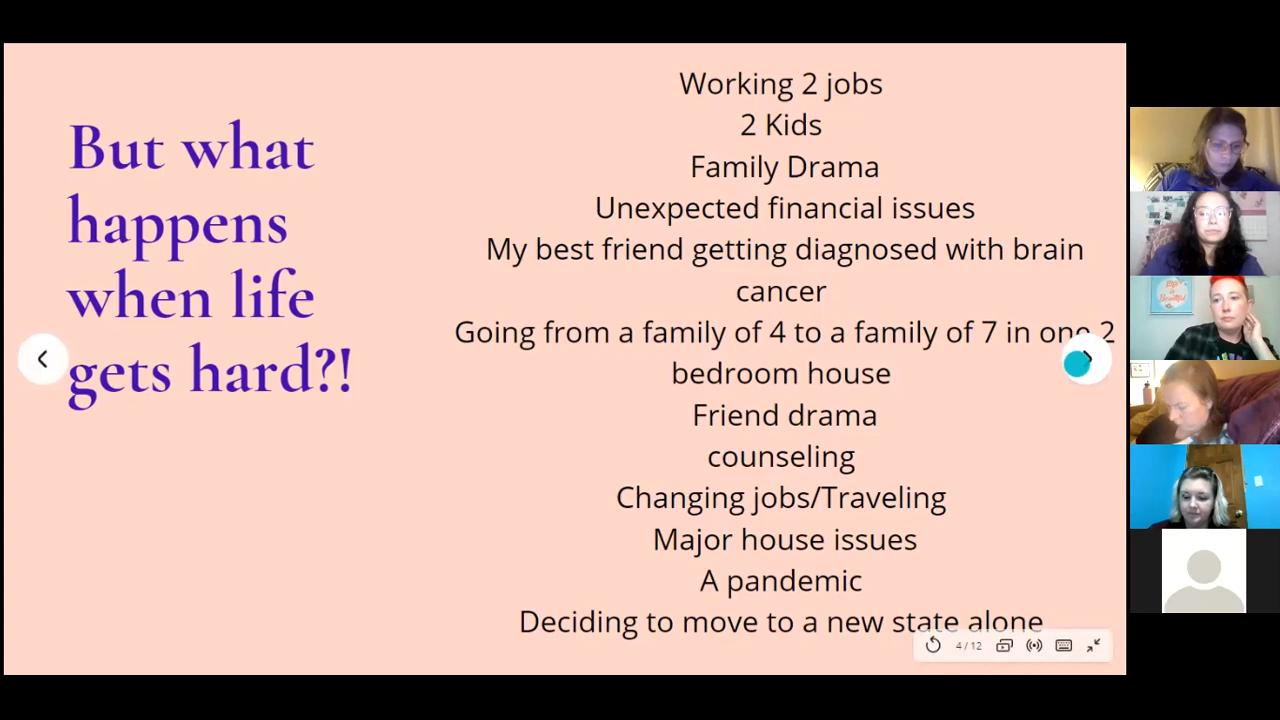 But what
happens
when life
gets hard?!
Working 2 jobs
2 Kids
Family Drama
Unexpected financial issues
My best friend getting diagnosed with brain
cancer
Going from a family of 4 to a family of 7 in one 2
bedroom house
Friend drama
counseling
Changing jobs/Traveling
Major house issues
A pandemic
Deciding to move to a new state alone
4 / 12